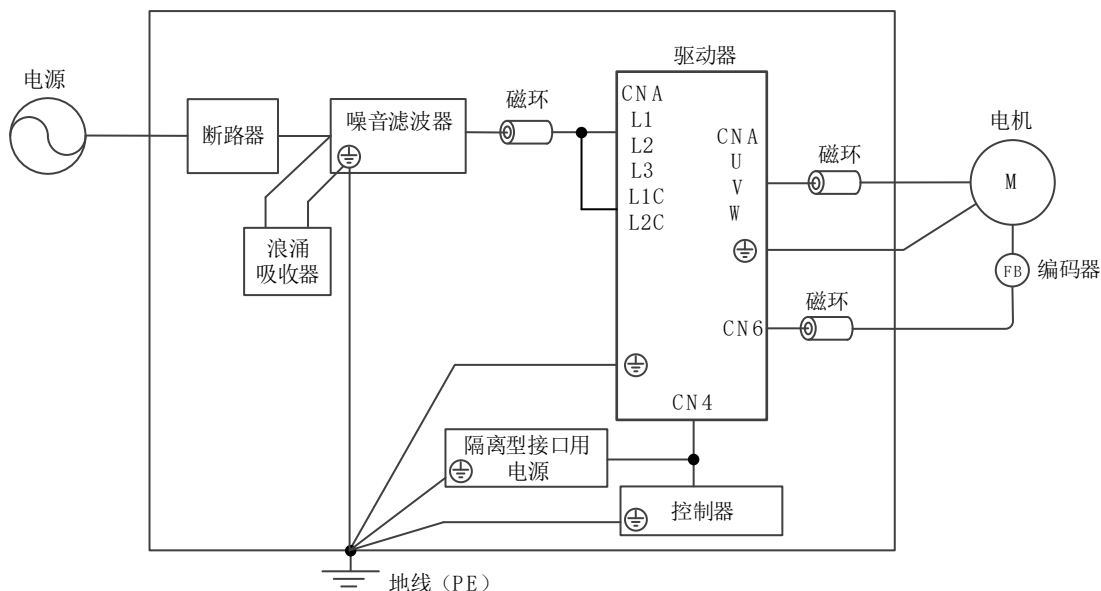 电源
断路器
噪音滤波器
浪涌
吸收器
磁环
驱动器
CNA
L1
L2
L3
L1C
L2C
CNA
U
V
W
CN6
CN4
磁环
磁环
电机
M
FB
编码器
隔离型接口用
电源
控制器
地线（PE）